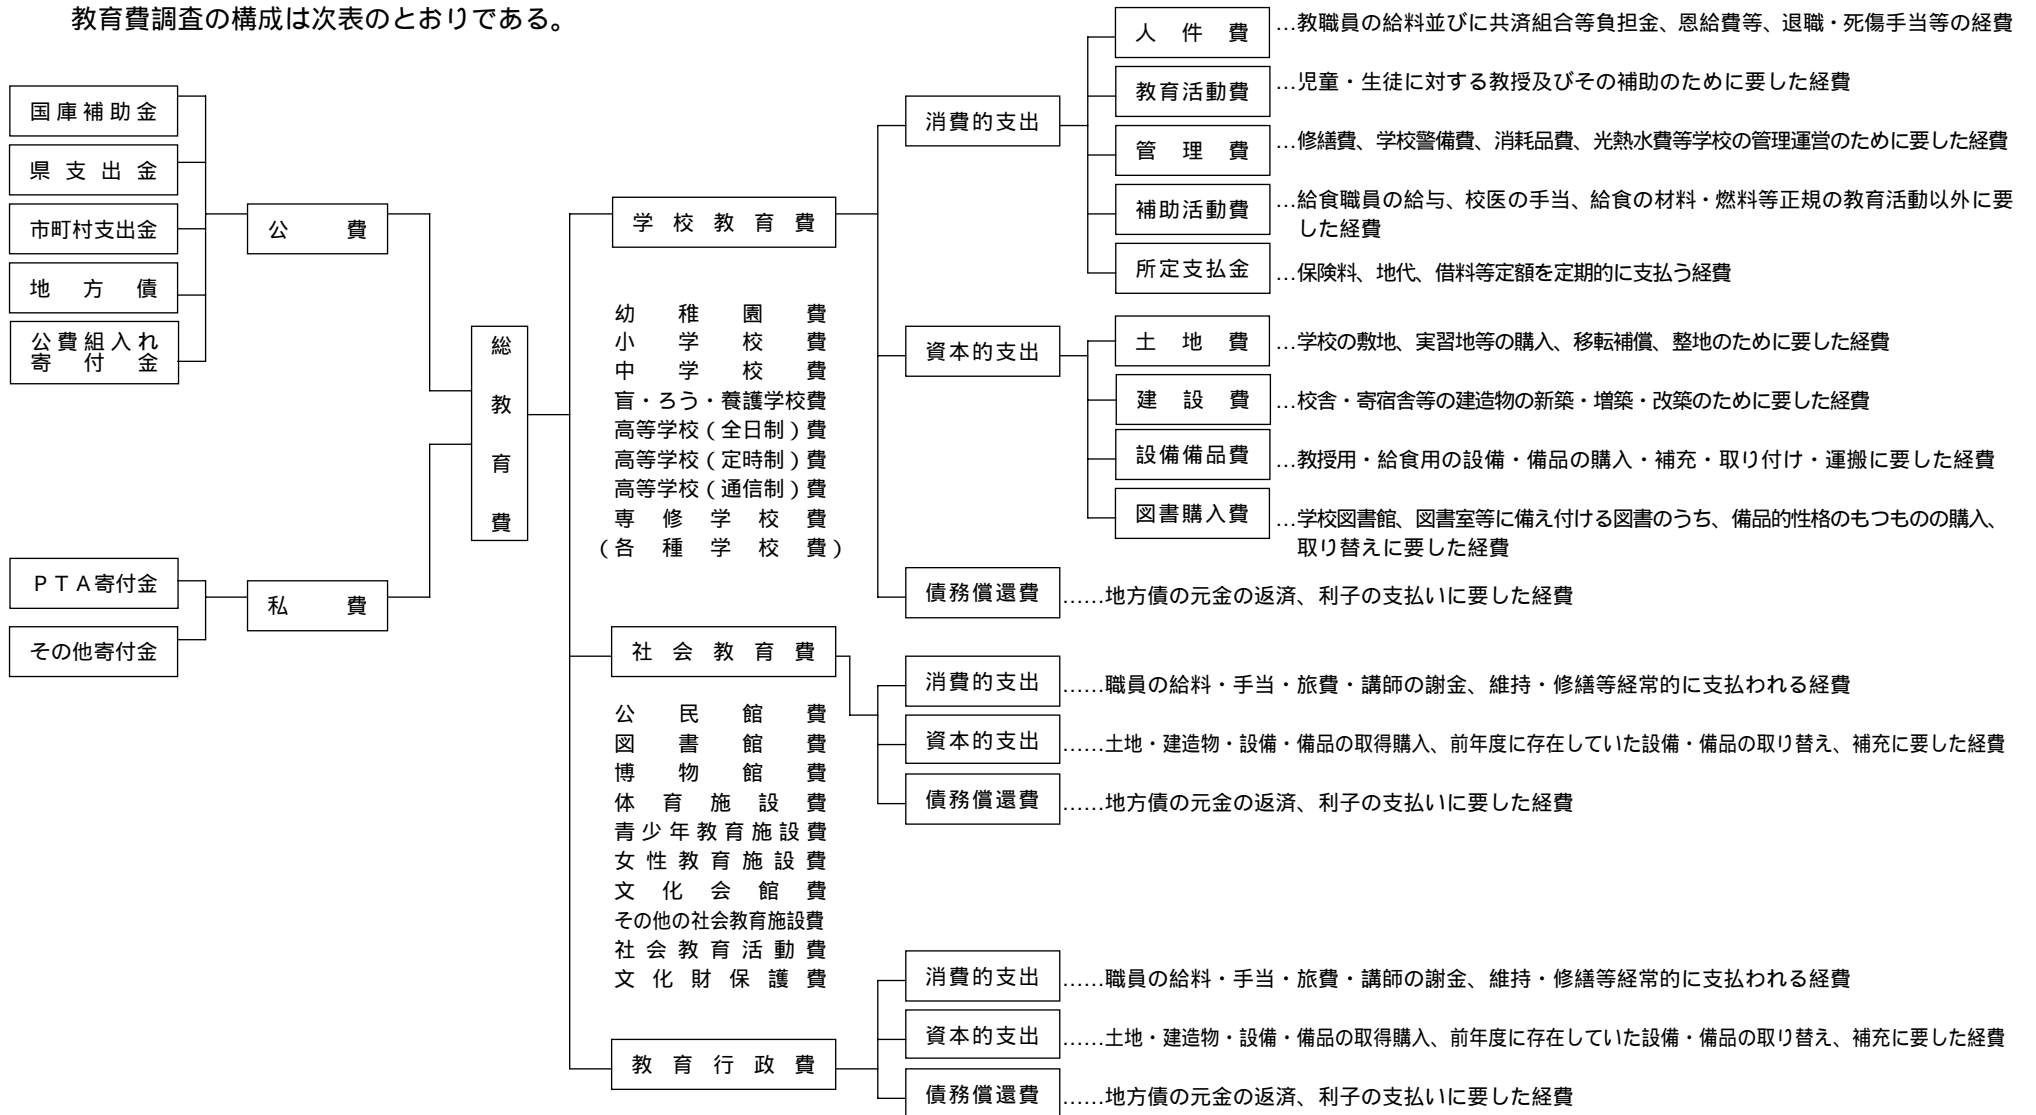 教育費調査の構成は次表のとおりである。
国庫補助金
県支出金
市町村支出金
地方債
公費組入れ
寄付金
公費
PTA寄付金
その他寄付金
私費
総教育費
学校教育費
幼稚園費
小学校費
中学校費
盲・ろう・養護学校費
高等学校(全日制)費
高等学校(定時制)費
高等学校(通信制)費
専修学校費
(各種学校費)
消費的支出
人件費…教職員の給料並びに共済組合等負担金、恩給費等、退職・死傷手当等の経費
教育活動費…児童・生徒に対する教授及びその補助のために要した経費
管理費…修繕費、学校警備費、消耗品費、光熱水費等学校の管理運営のために要した経費
補助活動費…給食職員の給与、校医の手当、給食の材料・燃料等正規の教育活動以外に要
した経費
所定支払金…保険料、地代、借料等定額を定期的に支払う経費
資本的支出
土地費…学校の敷地、実習地等の購入、移転補償、整地のために要した経費
建設費…校舎・寄宿舎等の建造物の新築・増築・改築のために要した経費
設備備品費…教授用・給食用の設備・備品の購入・補充・取り付け・運搬に要した経費
図書購入費…学校図書館、図書室等に備え付ける図書のうち、備品的性格のもつものの購入、
取り替えに要した経費
債務償還費……地方債の元金の返済、利子の支払いに要した経費
社会教育費
公民館費
図書館費
博物館費
体育施設費
青少年教育施設費
女性教育施設費
文化会館費
その他の社会教育施設費
社会教育活動費
文化財保護費
消費的支出……職員の給料・手当・旅費・講師の謝金、維持・修繕等経常的に支払われる経費
資本的支出……土地・建造物・設備・備品の取得購入、前年度に存在していた設備・備品の取り替え、補充に要した経費
債務償還費……地方債の元金の返済、利子の支払いに要した経費
教育行政費
消費的支出……職員の給料・手当・旅費・講師の謝金、維持・修繕等経常的に支払われる経費
資本的支出……土地・建造物・設備・備品の取得購入、前年度に存在していた設備・備品の取り替え、補充に要した経費
債務償還費……地方債の元金の返済、利子の支払いに要した経費